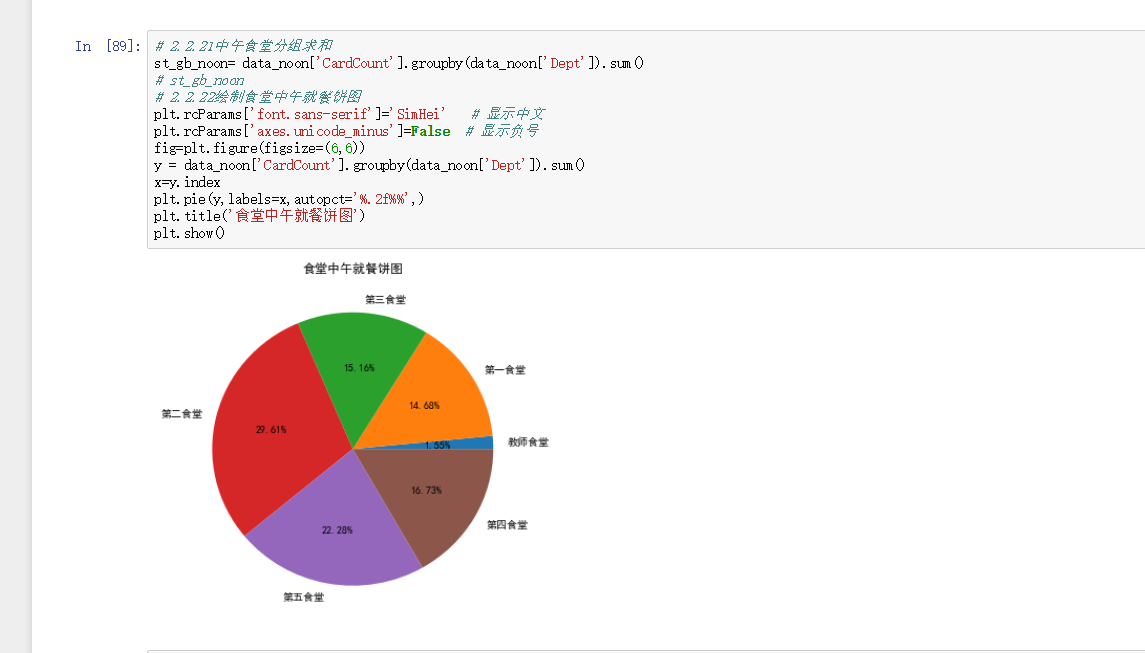 In [89]:
# 2.2.21中午食堂分组求和
st_gb_noon= data_noon['CardCount'].groupby(data_noon['Dept']).sum()
# st_gb_noon
# 2.2.22绘制食堂中午就餐饼图
plt.rcParams['font.sans-serif']='SimHei'   # 显示中文
plt.rcParams['axes.unicode_minus']=False  # 显示负号
fig=plt.figure(figsize=(6,6))
y = data_noon['CardCount'].groupby(data_noon['Dept']).sum()
x=y.index
plt.pie(y,labels=x,autopct='%.2f%%',)
plt.title('食堂中午就餐饼图')
plt.show()
食堂中午就餐饼图
第三食堂
15.16%
第一食堂
14.68%
第二食堂
29.61%
教师食堂
1.55%
16.73%
第四食堂
22.28%
第五食堂